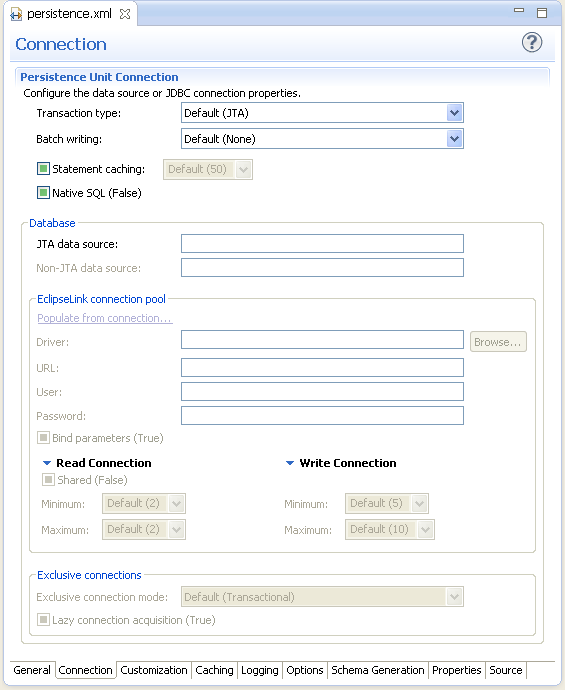 persistence.xml
Connection
?
Persistence Unit Connection
Configure the data source or JDBC connection properties.
Transaction type: Default (JTA)
Batch writing: Default (None)
Statement caching: Default (50)
Native SQL (False)
Database
JTA data source:
Non-JTA data source:
EclipseLink connection pool
Populate from connection...
Driver: Browse...
URL:
User:
Password:
Bind parameters (True)
Read Connection Write Connection
Shared (False)
Minimum: Default (2) Minimum: Default (5)
Maximum: Default (2) Maximum: Default (10)
Exclusive connections
Exclusive connection mode: Default (Transactional)
Lazy connection acquisition (True)
General Connection Customization Caching Logging Options Schema Generation Properties Source